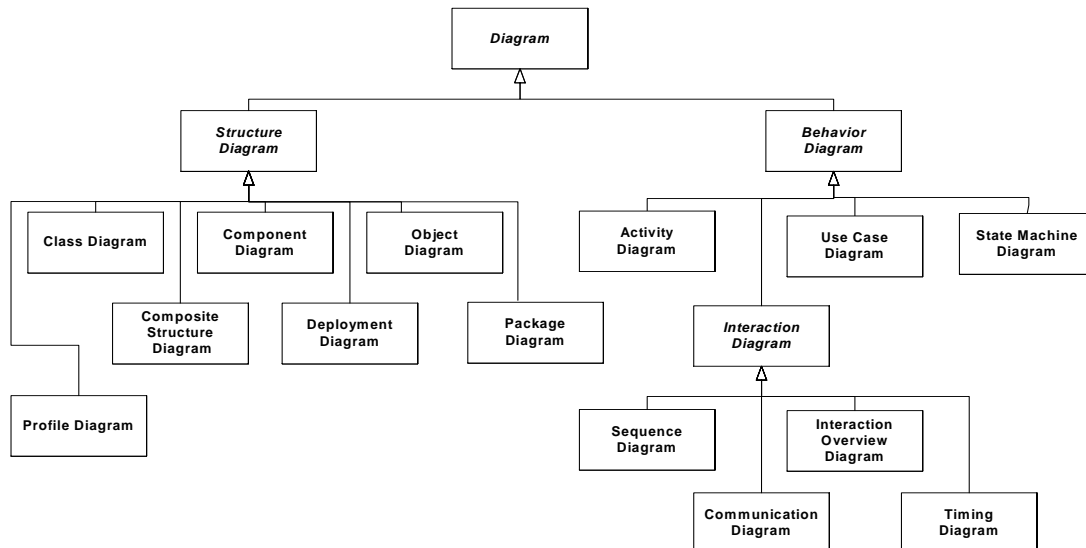 Diagram
Structure
Diagram
Behavior
Diagram
Class Diagram
Component
Diagram
Object
Diagram
Activity
Diagram
Use Case
Diagram
State Machine
Diagram
Composite
Structure
Diagram
Deployment
Diagram
Package
Diagram
Interaction
Diagram
Profile Diagram
Sequence
Diagram
Interaction
Overview
Diagram
Communication
Diagram
Timing
Diagram